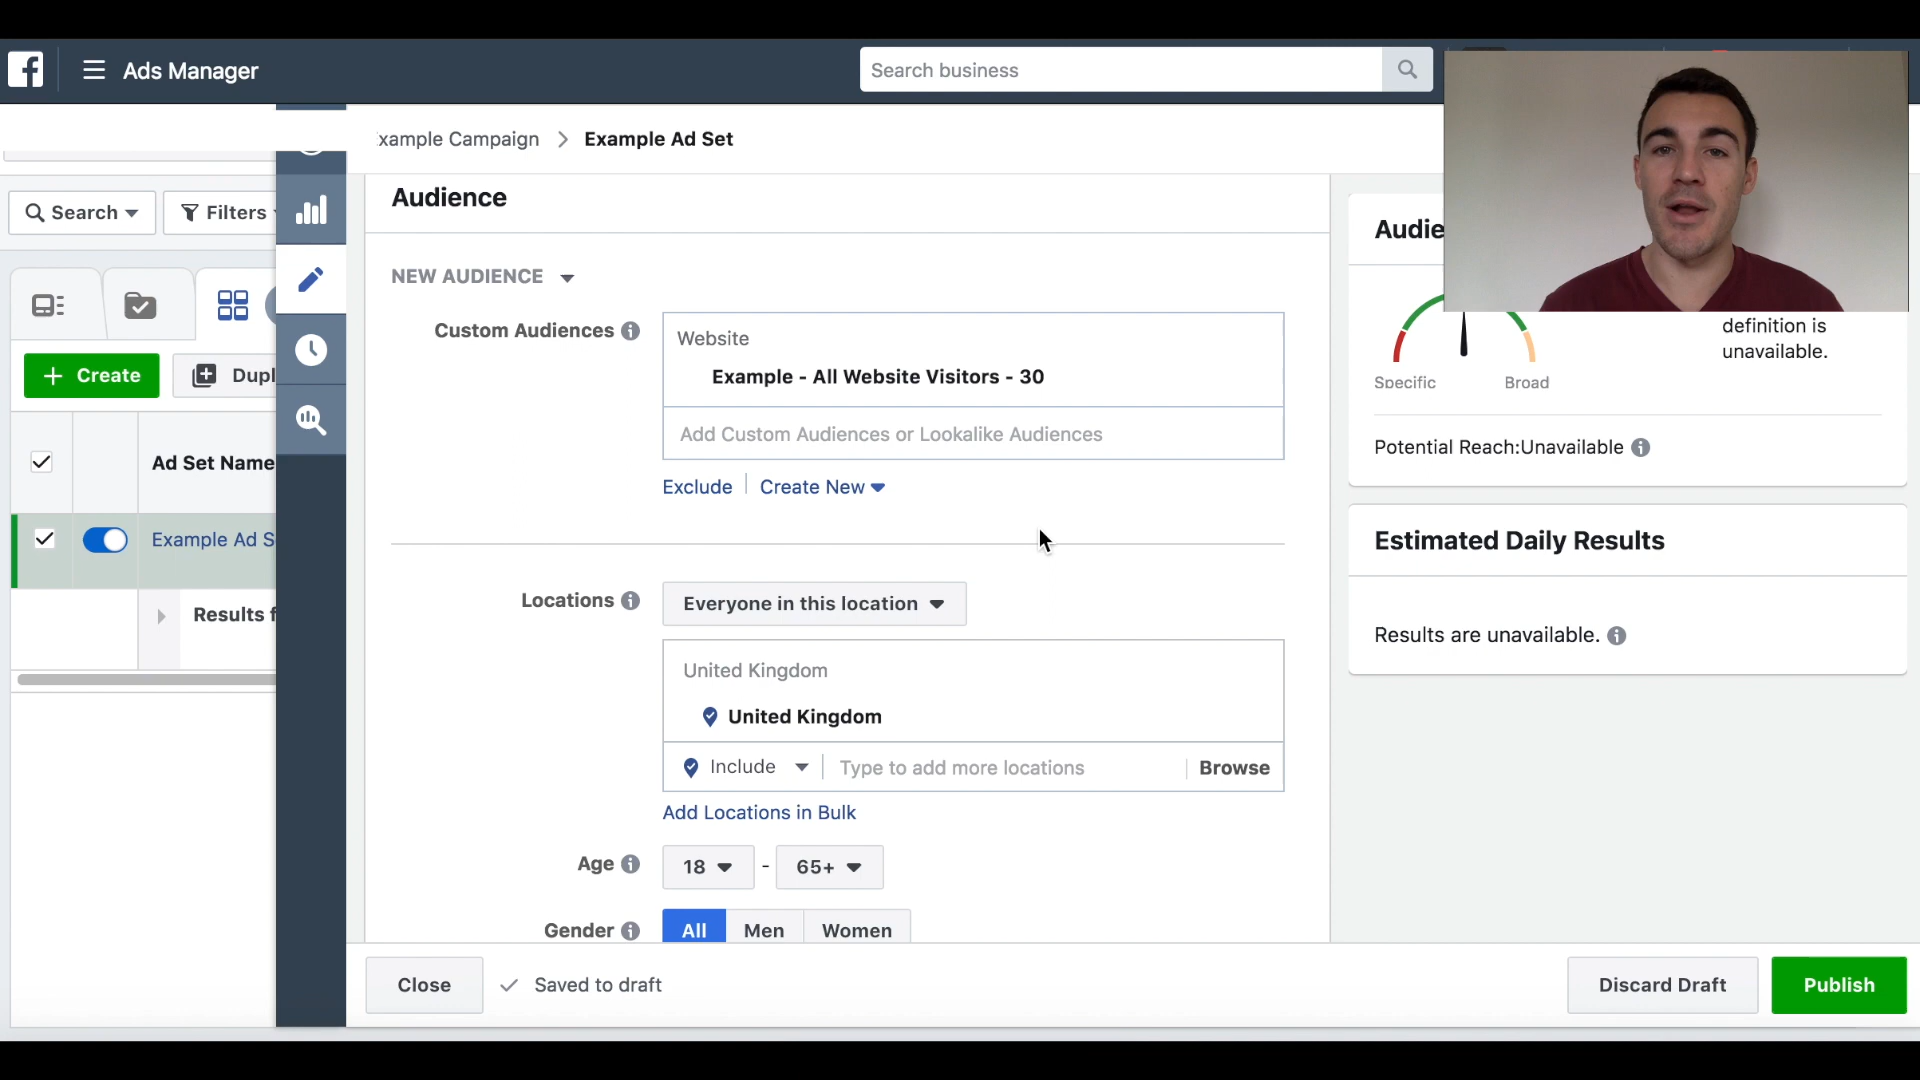 Ads Manager
Search business
xample Campaign > Example Ad Set
Search
Filters
Audience
Audie
NEW AUDIENCE
Custom Audiences
Website
Example - All Website Visitors - 30
Add Custom Audiences or Lookalike Audiences
Exclude
Create New
+ Create
Dupl
Ad Set Name
Example Ad S
Results f
definition is
unavailable.
Specific
Broad
Potential Reach:Unavailable
Estimated Daily Results
Results are unavailable.
Locations
Everyone in this location
United Kingdom
United Kingdom
Include
Type to add more locations
Browse
Add Locations in Bulk
Age
18 - 65+
Gender
All
Men
Women
Close
Saved to draft
Discard Draft
Publish